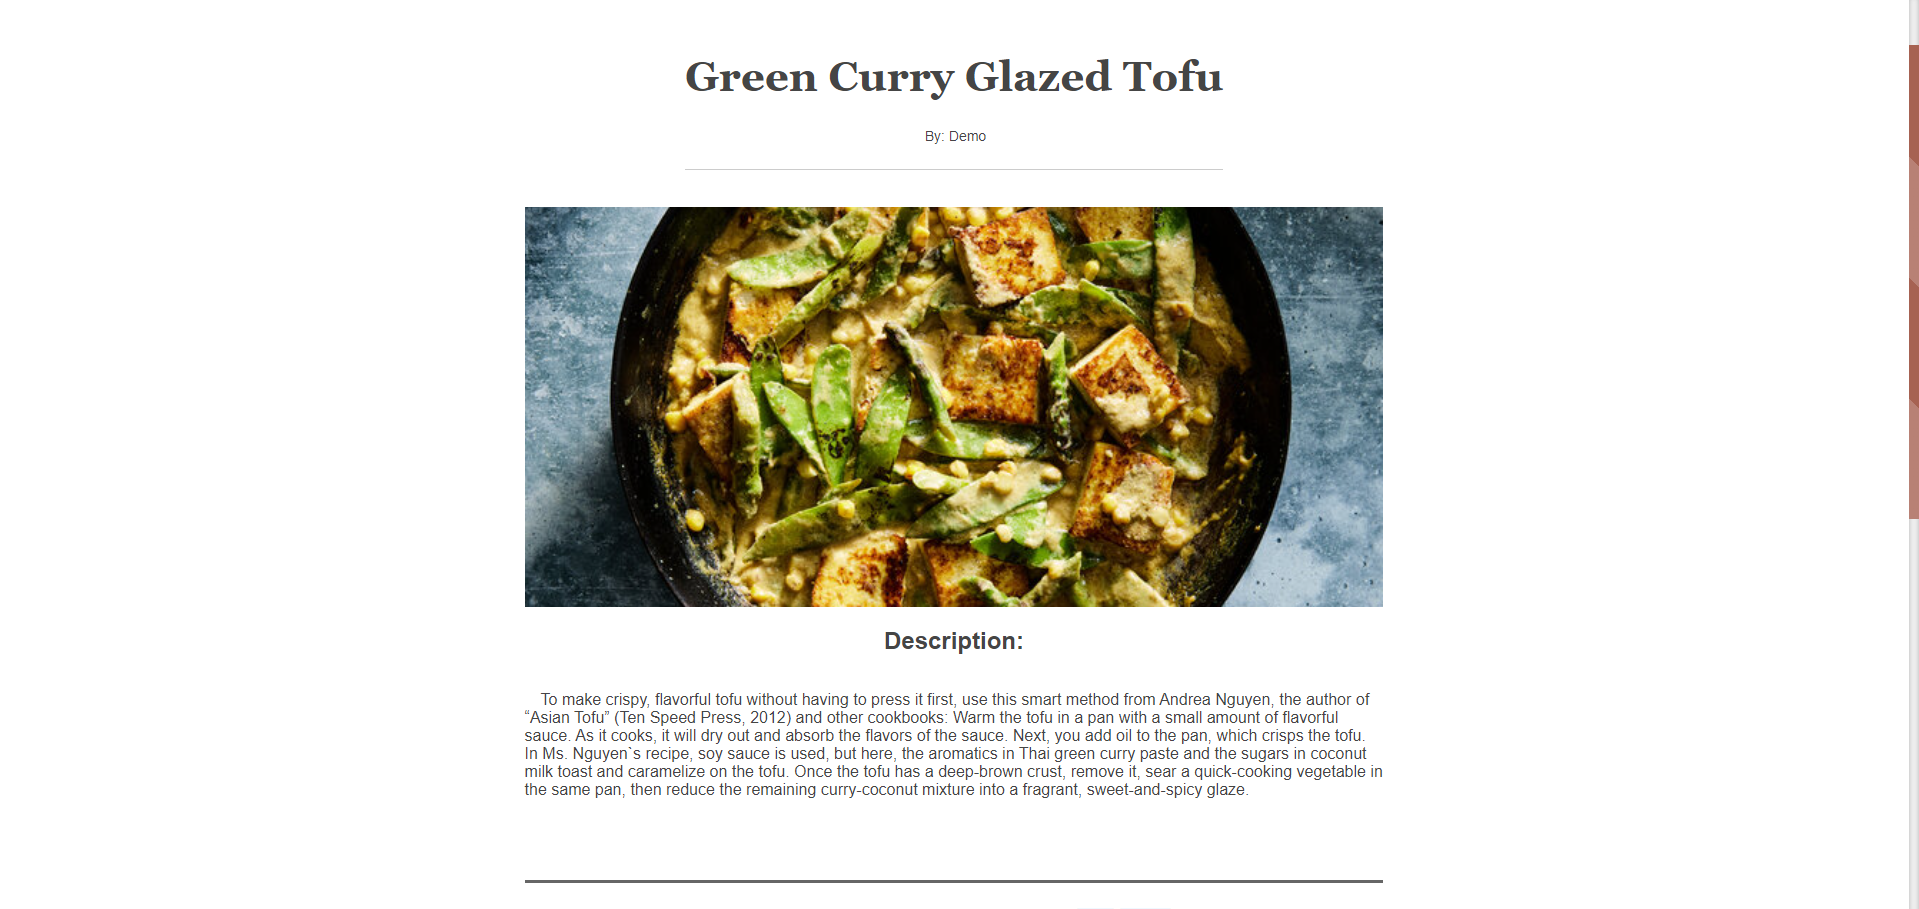 Green Curry Glazed Tofu
By: Demo
Description:
To make crispy, flavorful tofu without having to press it first, use this smart method from Andrea Nguyen, the author of
“Asian Tofu” (Ten Speed Press, 2012) and other cookbooks: Warm the tofu in a pan with a small amount of flavorful
sauce. As it cooks, it will dry out and absorb the flavors of the sauce. Next, you add oil to the pan, which crisps the tofu.
In Ms. Nguyen`s recipe, soy sauce is used, but here, the aromatics in Thai green curry paste and the sugars in coconut
milk toast and caramelize on the tofu. Once the tofu has a deep-brown crust, remove it, sear a quick-cooking vegetable in
the same pan, then reduce the remaining curry-coconut mixture into a fragrant, sweet-and-spicy glaze.